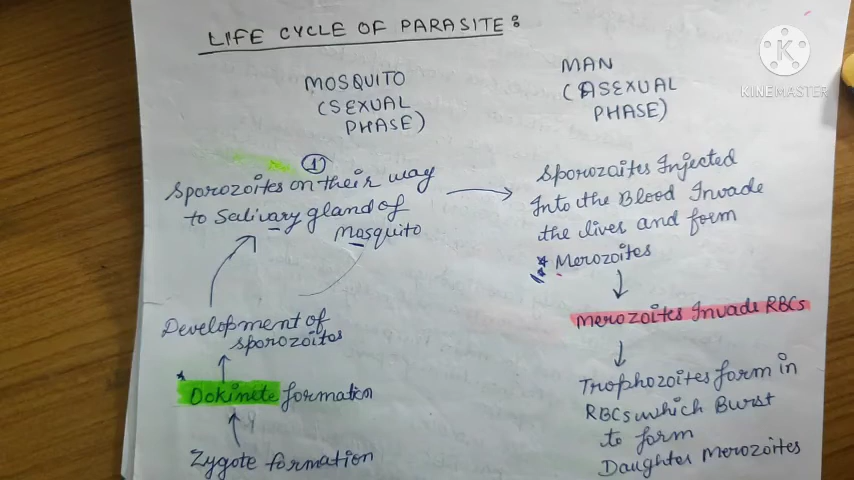 LIFE CYCLE OF PARASITE:
MOSQUITO
(SEXUAL
PHASE)
MAN
(ASEXUAL
PHASE)
K
KINEMASTER
1
Sporozoites on their way
to Salivary gland of
Mosquito
Development of
sporozoites
Ookinete formation
Zygote formation
Sporozoites Injected
Into the Blood Invade
the liver and form
Merozoites
Merozoites Invade RBCs
Trophozoites form in
RBCs which Burst
to form
Daughter Merozoites